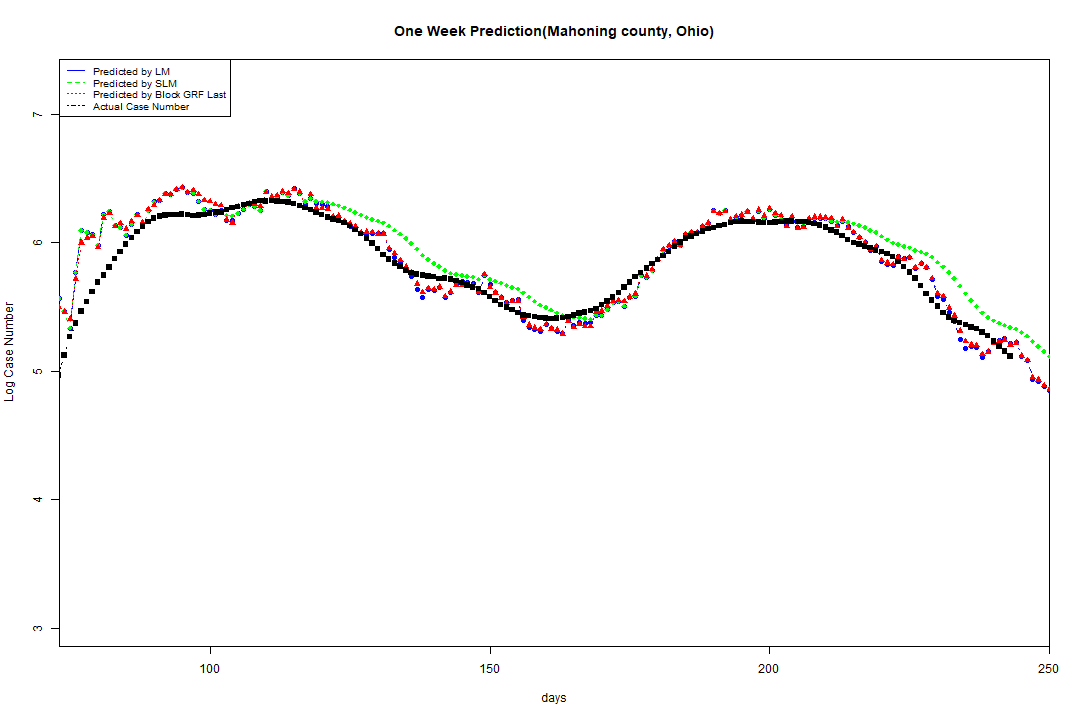 One Week Prediction(Mahoning county, Ohio)
Predicted by LM
Predicted by SLM
Predicted by Block GRF Last
Actual Case Number
7
6
5
4
3
Log Case Number
100 150 200 250
days